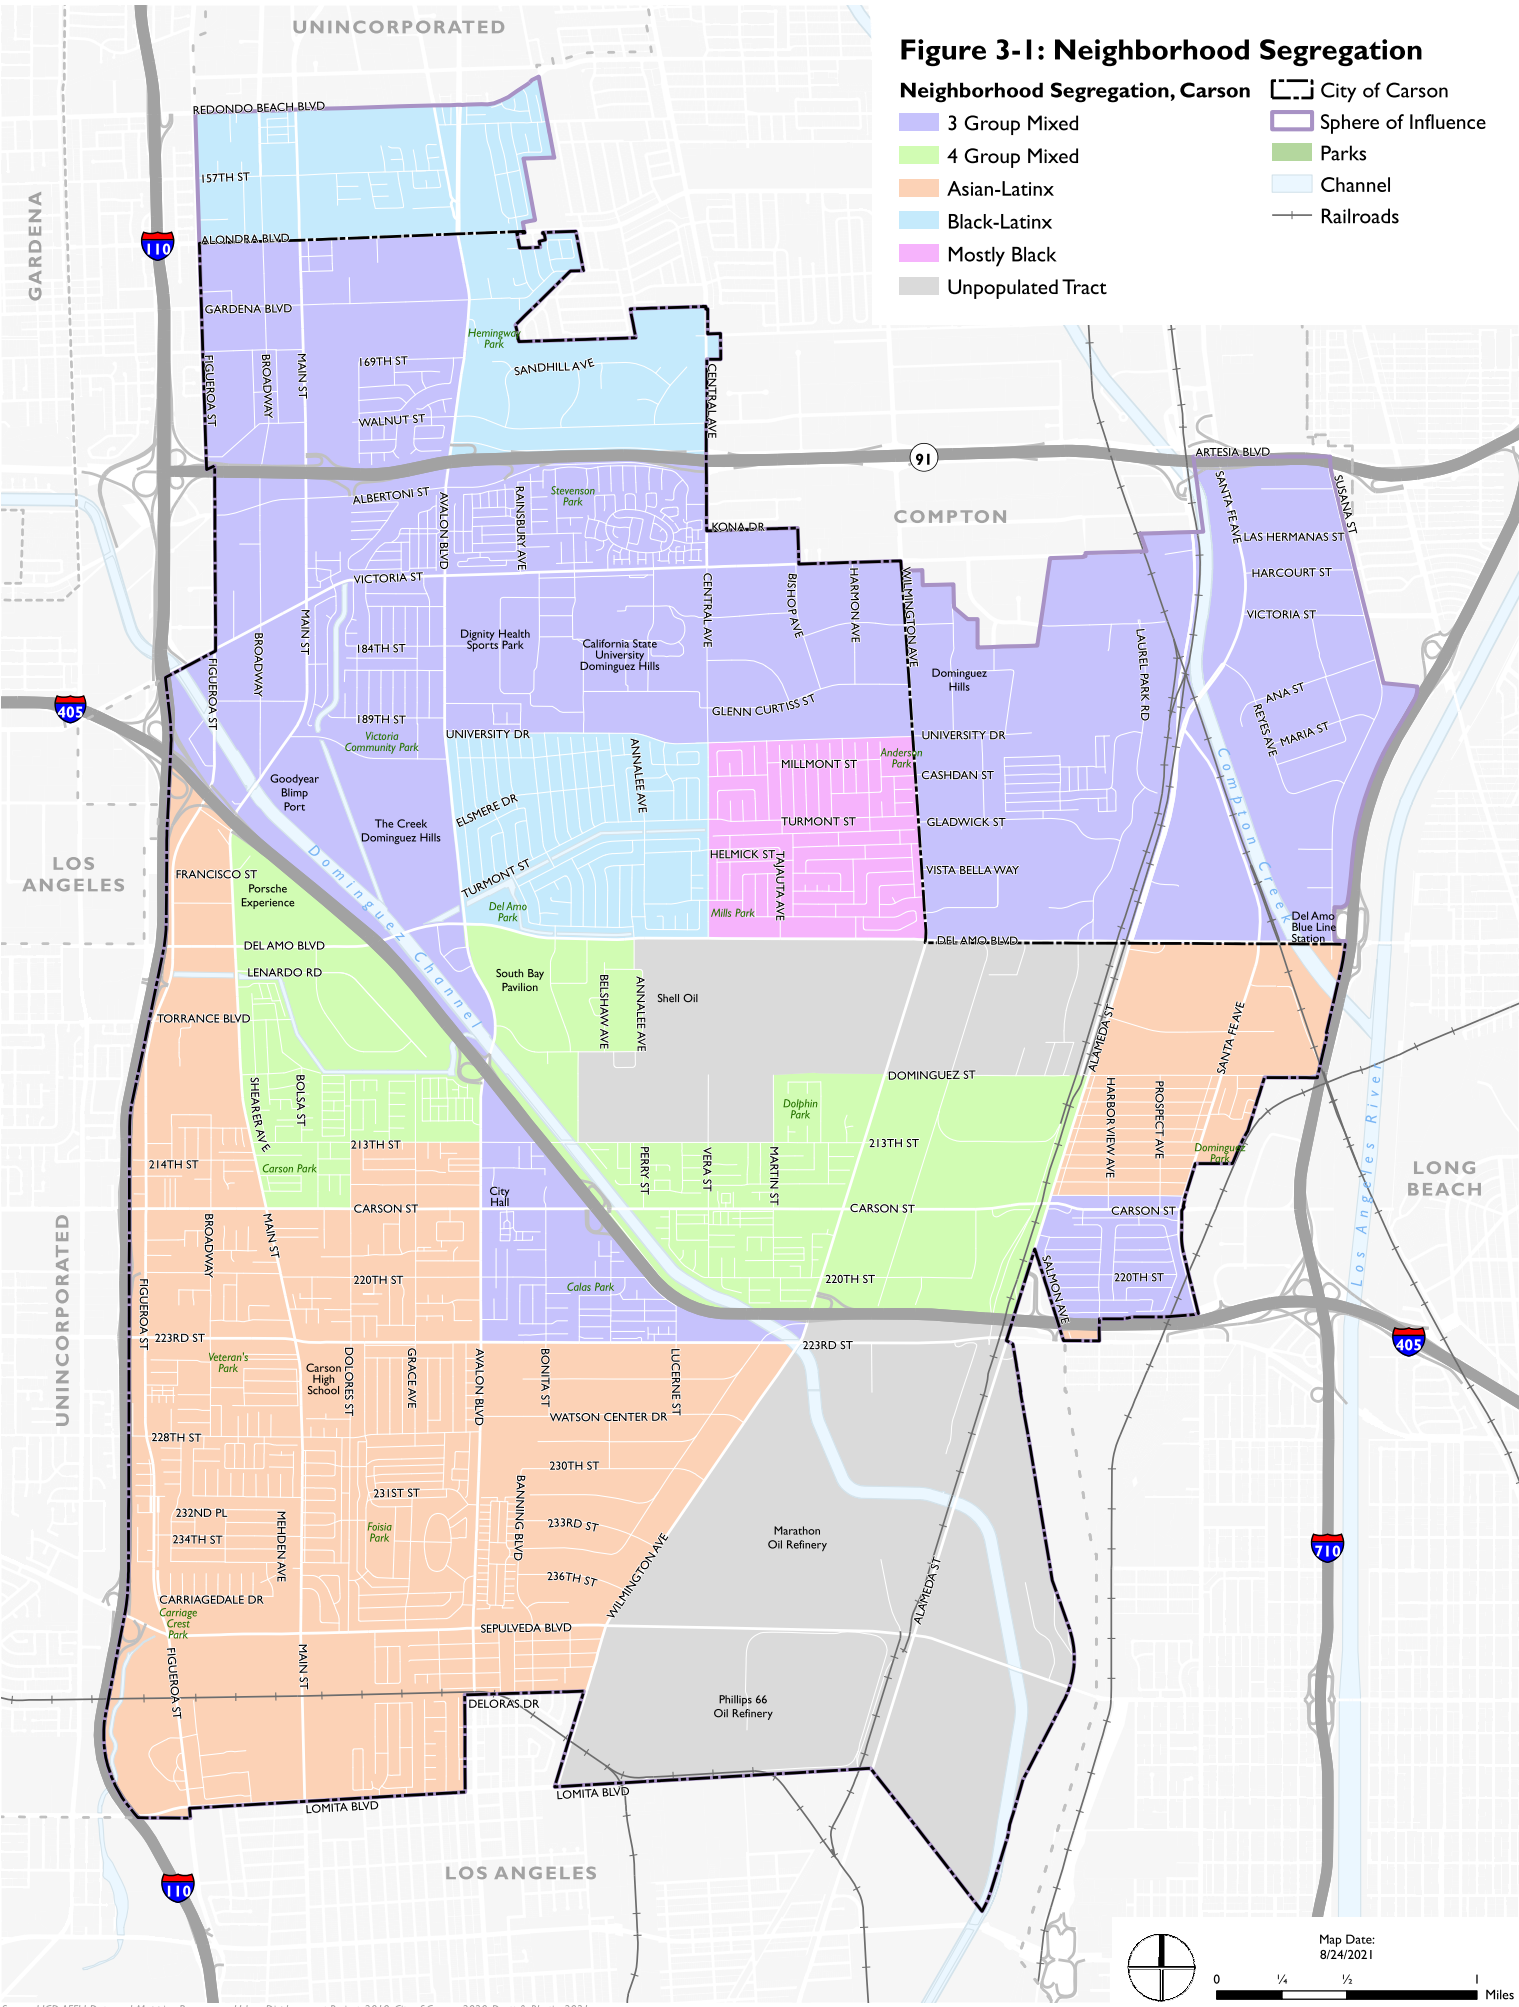 UNINCORPORATED
Figure 3-1: Neighborhood Segregation
Neighborhood Segregation, Carson
3 Group Mixed
4 Group Mixed
Asian-Latinx
Black-Latinx
Mostly Black
Unpopulated Tract
City of Carson
Sphere of Influence
Parks
Channel
Railroads
REDONDO BEACH BLVD
157TH ST
GARDENA
110
ALONDRA BLVD
GARDENA BLVD
Hemingway
Park
169TH ST
SANDHILL AVE
FIGUEROA ST
BROADWAY
MAIN ST
CENTRAL AVE
WALNUT ST
91
ARTESIA BLVD
ALBERTONI ST
AVALON BLVD
RAINSBURY AVE
Stevenson
Park
SANTA FE AVE
SUSANA ST
COMPTON
KONA DR
LAS HERMANAS ST
VICTORIA ST
HARCOURT ST
CENTRAL AVE
BISHOP AVE
HARMON AVE
WILMINGTON AVE
VICTORIA ST
MAIN ST
BROADWAY
FIGUEROA ST
184TH ST
Dignity Health
Sports Park
California State
University
Dominguez Hills
LAUREL PARK RD
Dominguez
Hills
405
189TH ST
GLENN CURTISS ST
ANA ST
REYES AVE
MARIA ST
Victoria
Community Park
UNIVERSITY DR
UNIVERSITY DR
ANNALEE AVE
MILLMONT ST
Anderson
Park
CASHDAN ST
Goodyear
Blimp
Port
Compton Creek
The Creek
Dominguez Hills
ELSMERE DR
TURMONT ST
GLADWICK ST
LOS
ANGELES
Dominguez Channel
HELMICK ST
TAJAUTA AVE
FRANCISCO ST
Porsche
Experience
TURMONT ST
VISTA BELLA WAY
Del Amo
Park
Mills Park
Del Amo
Blue Line
Station
DEL AMO BLVD
DEL AMO BLVD
LENARDO RD
South Bay
Pavilion
BELSHAW AVE
ANNALEE AVE
Shell Oil
TORRANCE BLVD
ALAMEDA ST
SANTA FE AVE
DOMINGUEZ ST
SHEARER AVE
BOLSA ST
HARBOR VIEW AVE
PROSPECT AVE
Dolphin
Park
213TH ST
213TH ST
Los Angeles River
214TH ST
Carson Park
PERRY ST
VERA ST
MARTIN ST
Dominguez
Park
LONG
BEACH
City
Hall
CARSON ST
CARSON ST
CARSON ST
BROADWAY
MAIN ST
UNINCORPORATED
220TH ST
Calas Park
220TH ST
220TH ST
SALMON AVE
FIGUEROA ST
223RD ST
223RD ST
405
Veteran's
Park
Carson
High
School
DOLORES ST
GRACE AVE
AVALON BLVD
BONITA ST
LUCERNE ST
WATSON CENTER DR
228TH ST
230TH ST
231ST ST
BANNING BLVD
232ND PL
234TH ST
MEHDEN AVE
Foisia
Park
233RD ST
Marathon
Oil Refinery
710
236TH ST
WILMINGTON AVE
ALAMEDA ST
CARRIAGEDALE DR
Carriage
Crest
Park
SEPULVEDA BLVD
FIGUEROA ST
MAIN ST
DELORAS DR
Phillips 66
Oil Refinery
LOMITA BLVD
LOMITA BLVD
LOS ANGELES
110
Map Date:
8/24/2021
0 1/4 1/2 1
Miles